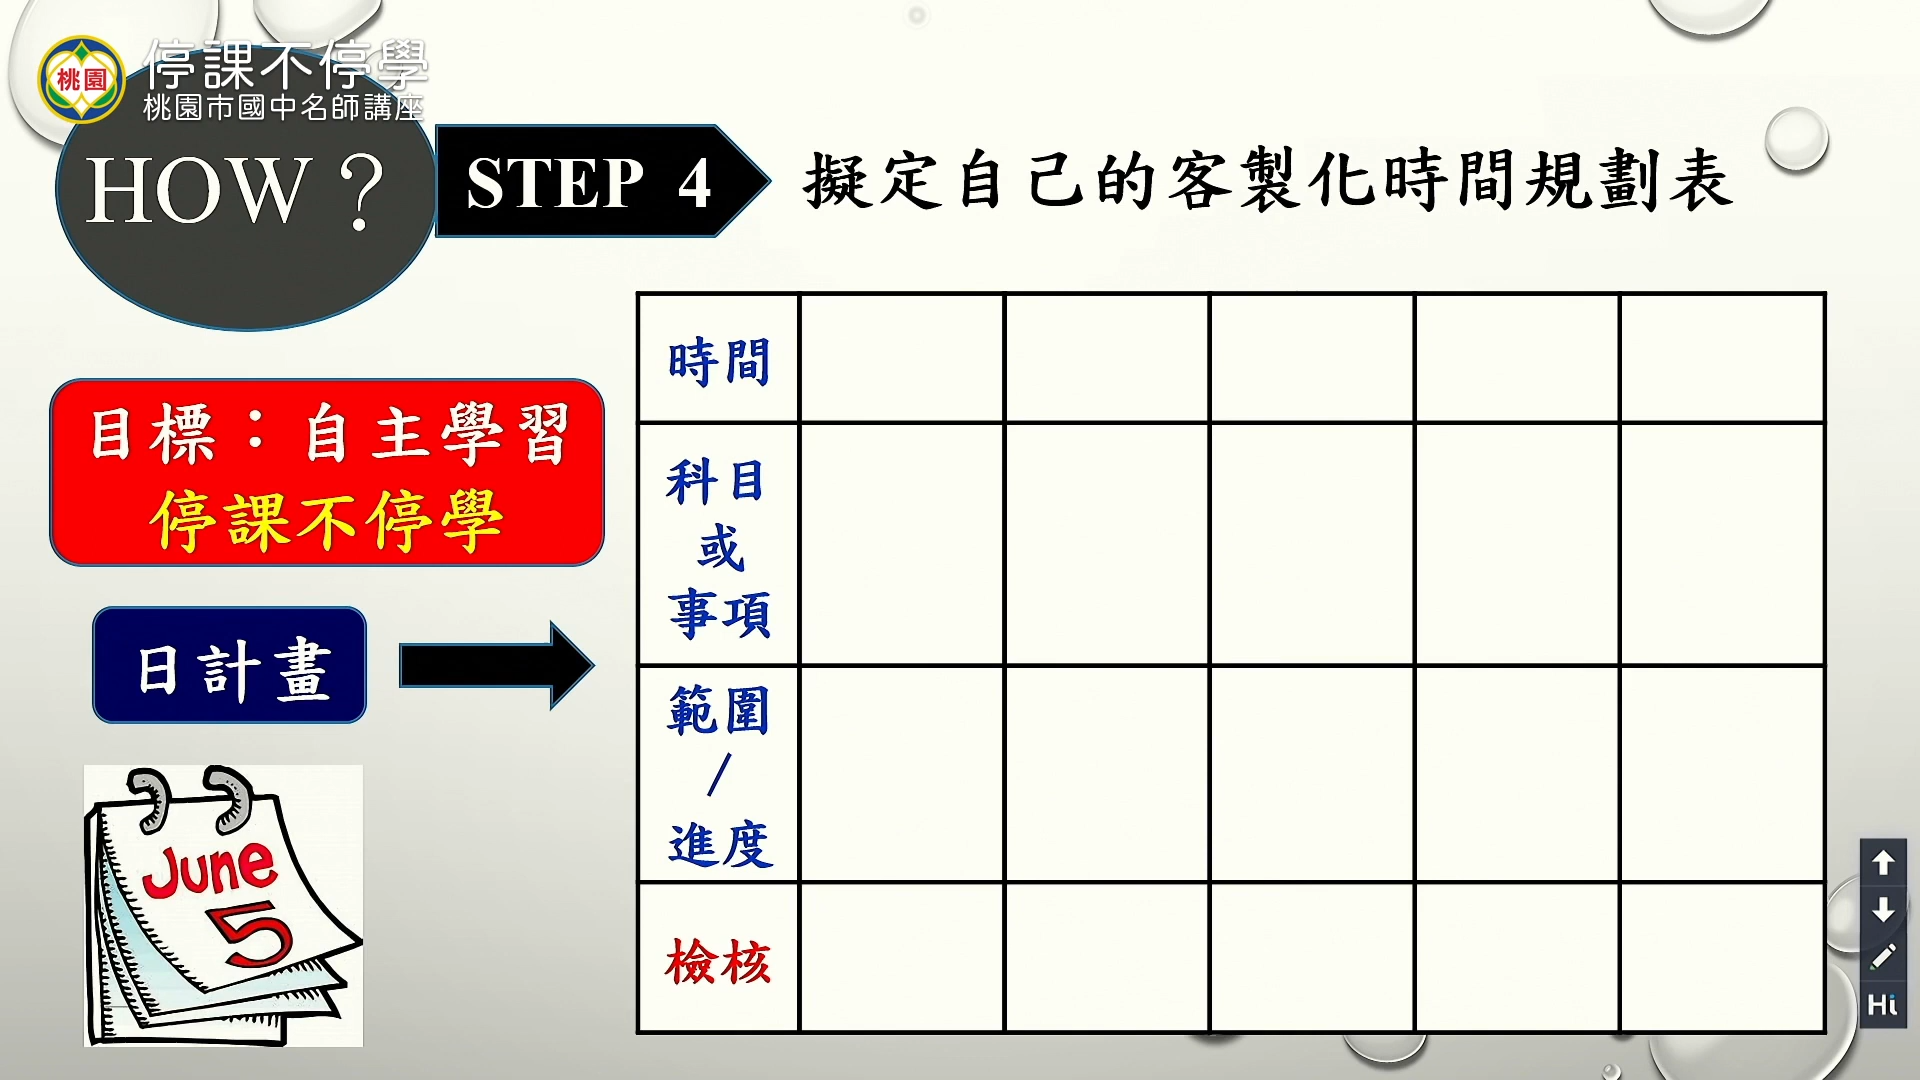 桃園
停課不停學
桃園市國中名師講座
HOW？
STEP 4
擬定自己的客製化時間規劃表
目標：自主學習
停課不停學
日計畫
June
5
時間
科目
或
事項
範圍
/
進度
檢核
Hi